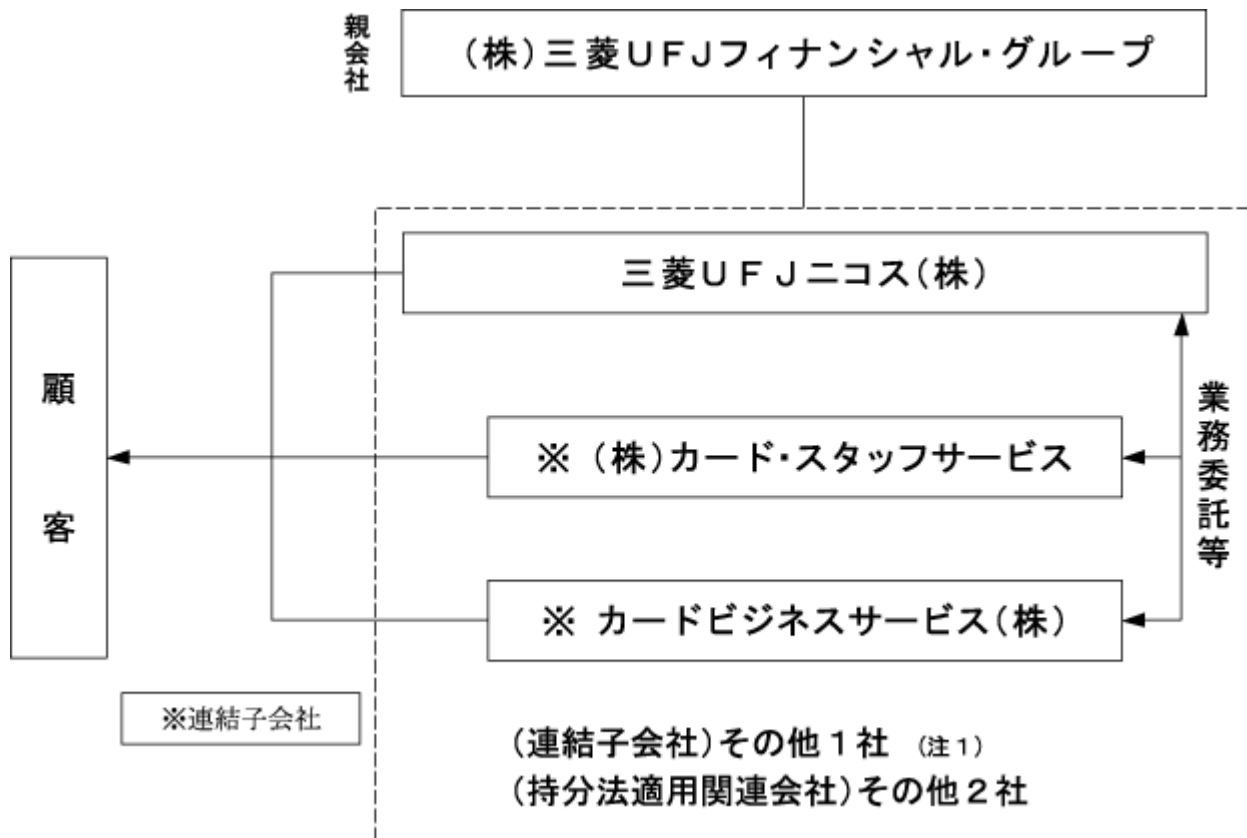 親会社
(株)三菱UFJフィナンシャル・グループ
三菱UFJニコス(株)
顧客
業務委託等
※ (株)カード・スタッフサービス
※ カードビジネスサービス(株)
※連結子会社
(連結子会社)その他1社 (注1)
(持分法適用関連会社)その他2社